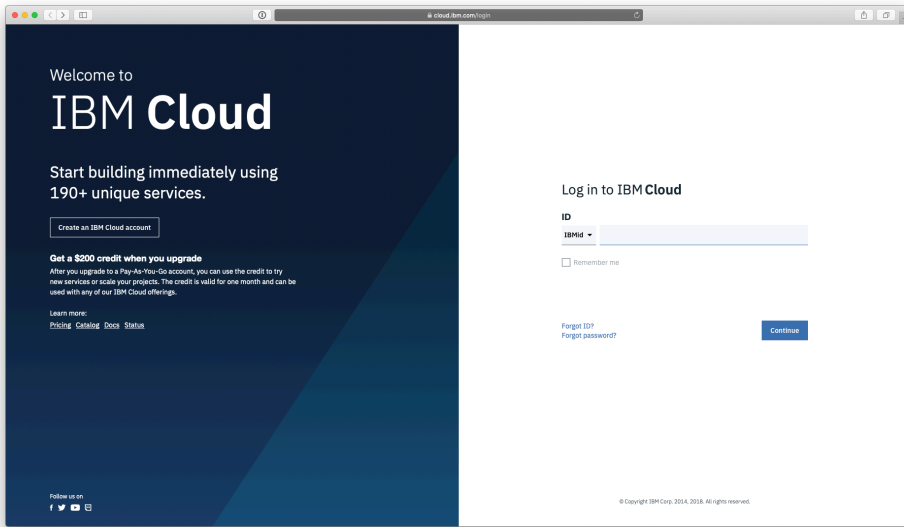 cloud.ibm.com/login
Welcome to
IBM Cloud
Start building immediately using
190+ unique services.
Create an IBM Cloud account
Get a $200 credit when you upgrade
After you upgrade to a Pay-As-You-Go account, you can use the credit to try
new services or scale your projects. The credit is valid for one month and can be
used with any of our IBM Cloud offerings.
Learn more:
Pricing Catalog Docs Status
Follow us on
Log in to IBM Cloud
ID
IBMid
Remember me
Forgot ID?
Forgot password?
Continue
© Copyright IBM Corp. 2014, 2018. All rights reserved.